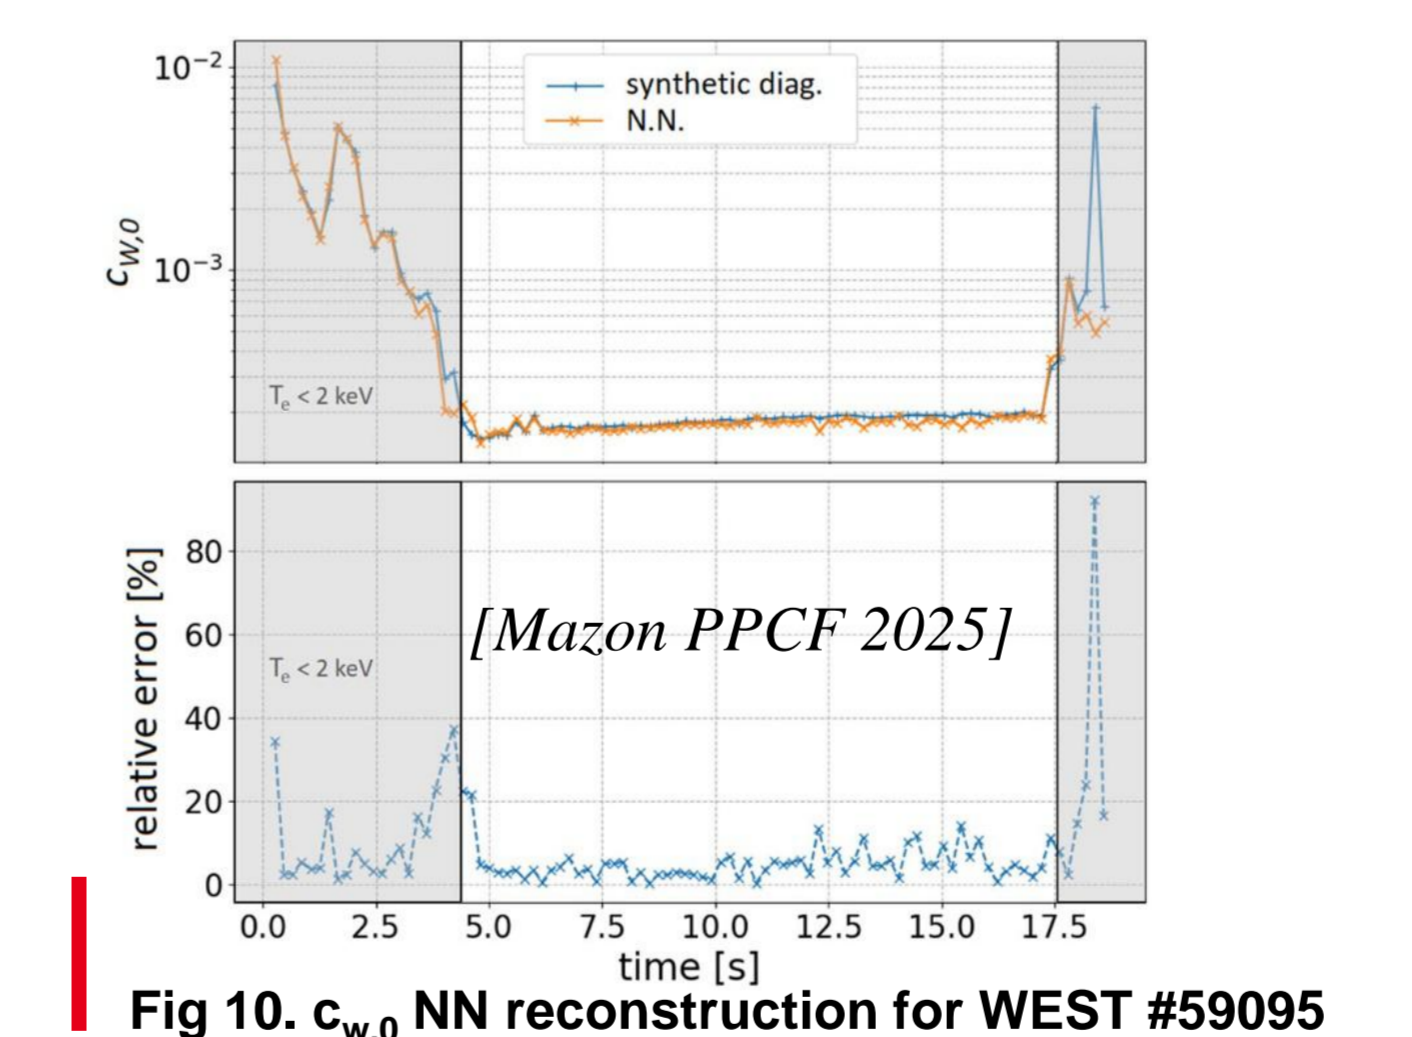 10⁻²
synthetic diag.
N.N.
c_W,0
10⁻³
T_e < 2 keV
80
60
40
20
0
relative error [%]
[Mazon PPCF 2025]
T_e < 2 keV
0.0 2.5 5.0 7.5 10.0 12.5 15.0 17.5
time [s]
Fig 10. c_w,0 NN reconstruction for WEST #59095